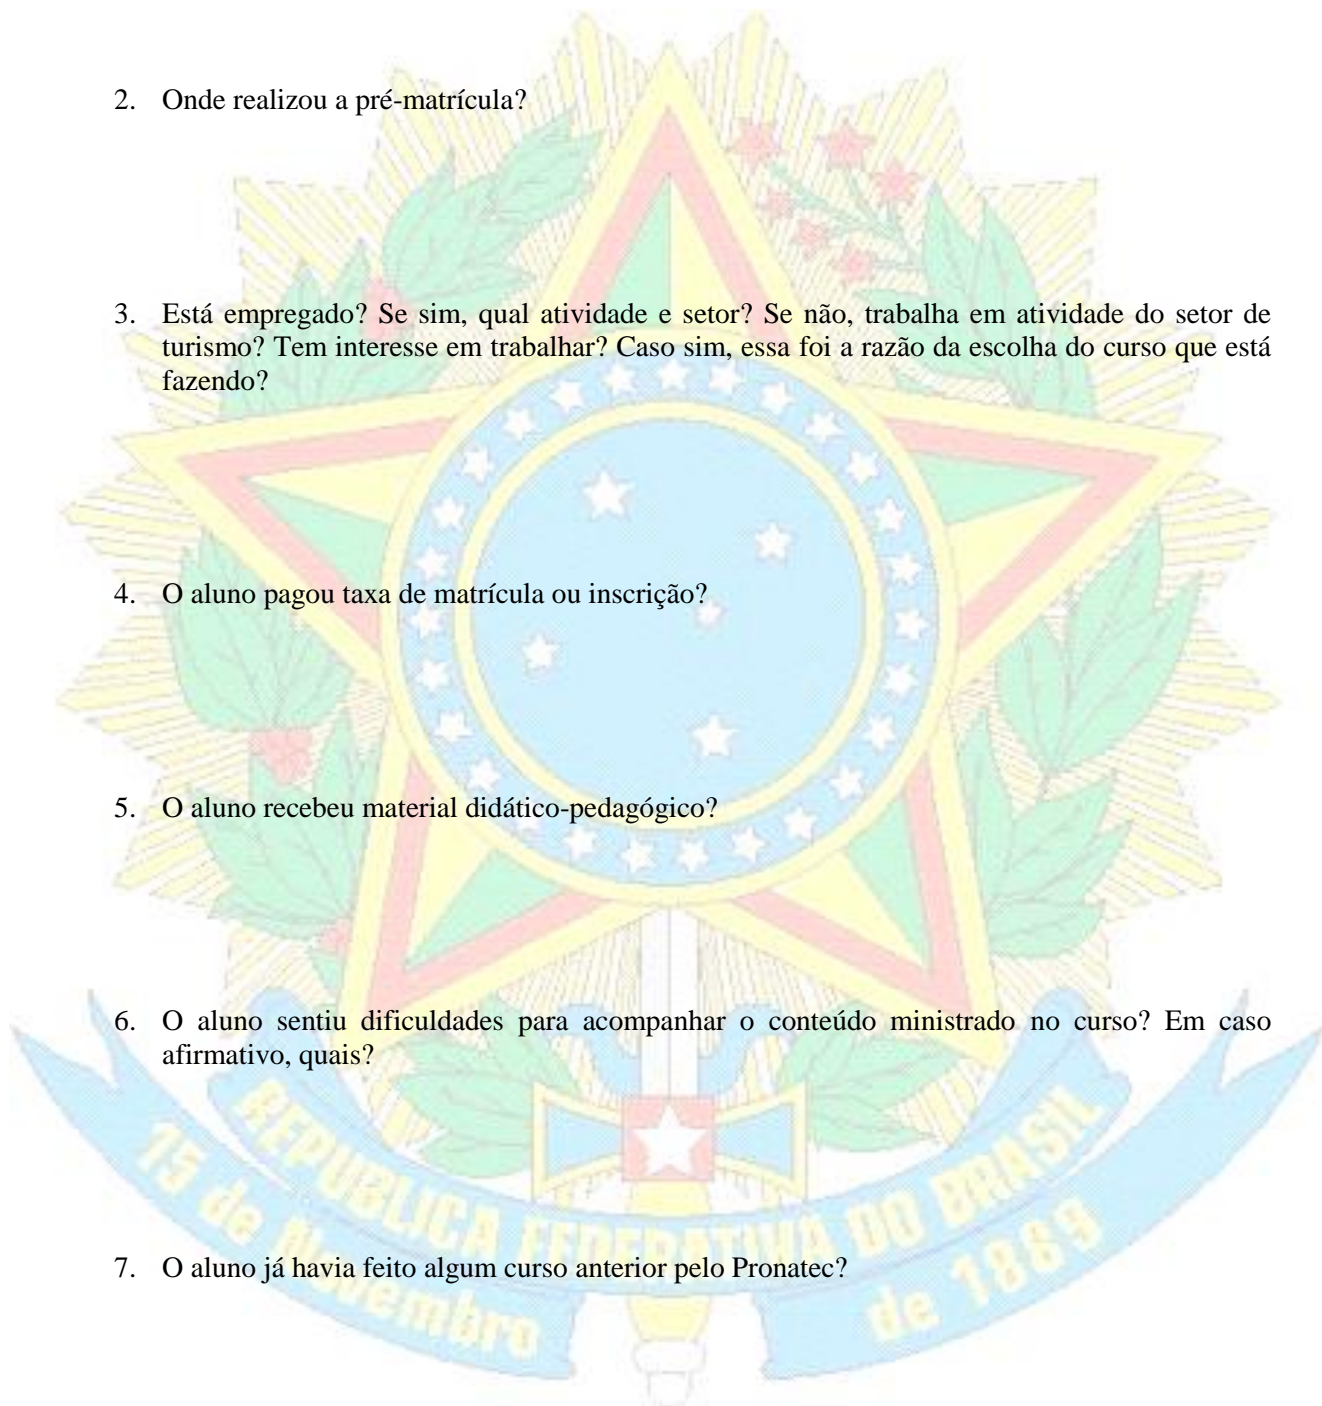 2. Onde realizou a pré-matrícula?
3. Está empregado? Se sim, qual atividade e setor? Se não, trabalha em atividade do setor de
turismo? Tem interesse em trabalhar? Caso sim, essa foi a razão da escolha do curso que está
fazendo?
4. O aluno pagou taxa de matrícula ou inscrição?
5. O aluno recebeu material didático-pedagógico?
6. O aluno sentiu dificuldades para acompanhar o conteúdo ministrado no curso? Em caso
afirmativo, quais?
REPUBLICA FEDERATIVA DO BRASIL
15 de Novembro
de 1889
7. O aluno já havia feito algum curso anterior pelo Pronatec?